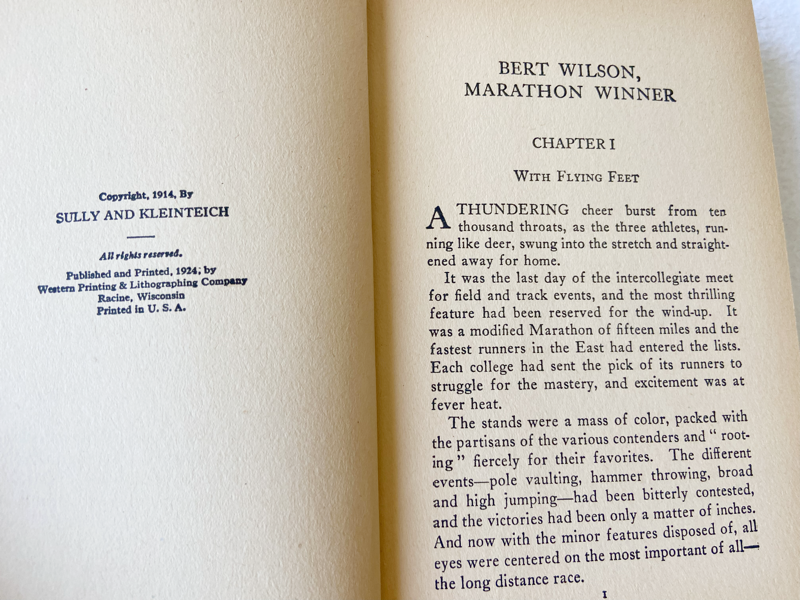 Copyright, 1914, By
SULLY AND KLEINTEICH
All rights reserved.
Published and Printed, 1924, by
Western Printing & Lithographing Company
Racine, Wisconsin
Printed in U. S. A.
BERT WILSON,
MARATHON WINNER
CHAPTER I
With Flying Feet
A THUNDERING cheer burst from ten
thousand throats, as the three athletes, run-
ning like deer, swung into the stretch and straight-
ened away for home.
It was the last day of the intercollegiate meet
for field and track events, and the most thrilling
feature had been reserved for the wind-up. It
was a modified Marathon of fifteen miles and the
fastest runners in the East had entered the lists.
Each college had sent the pick of its runners to
struggle for the mastery, and excitement was at
fever heat.
The stands were a mass of color, packed with
the partisans of the various contenders and “ root-
ing ” fiercely for their favorites. The different
events—pole vaulting, hammer throwing, broad
and high jumping—had been bitterly contested,
and the victories had been only a matter of inches.
And now with the minor features disposed of, all
eyes were centered on the most important of all—
the long distance race.
1